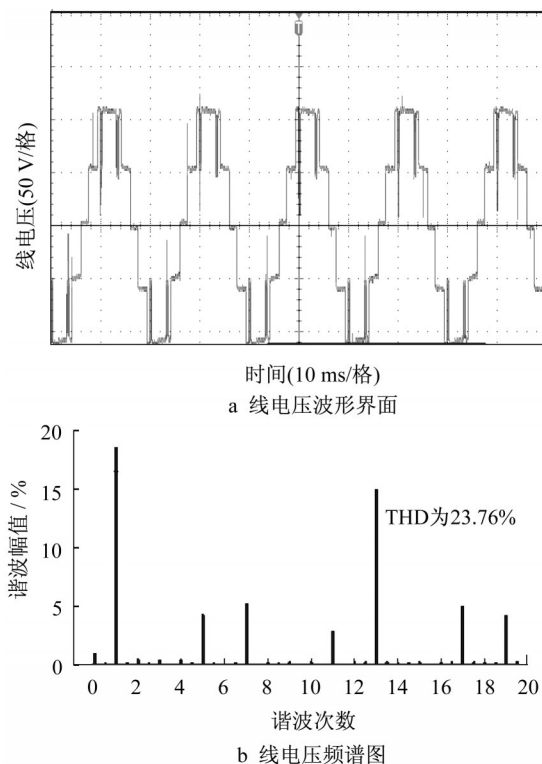 T
线电压(50 V/格)
时间(10 ms/格)
a 线电压波形界面
20
15
10
5
0
谐波幅值 / %
THD为23.76%
0 2 4 6 8 10 12 14 16 18 20
谐波次数
b 线电压频谱图